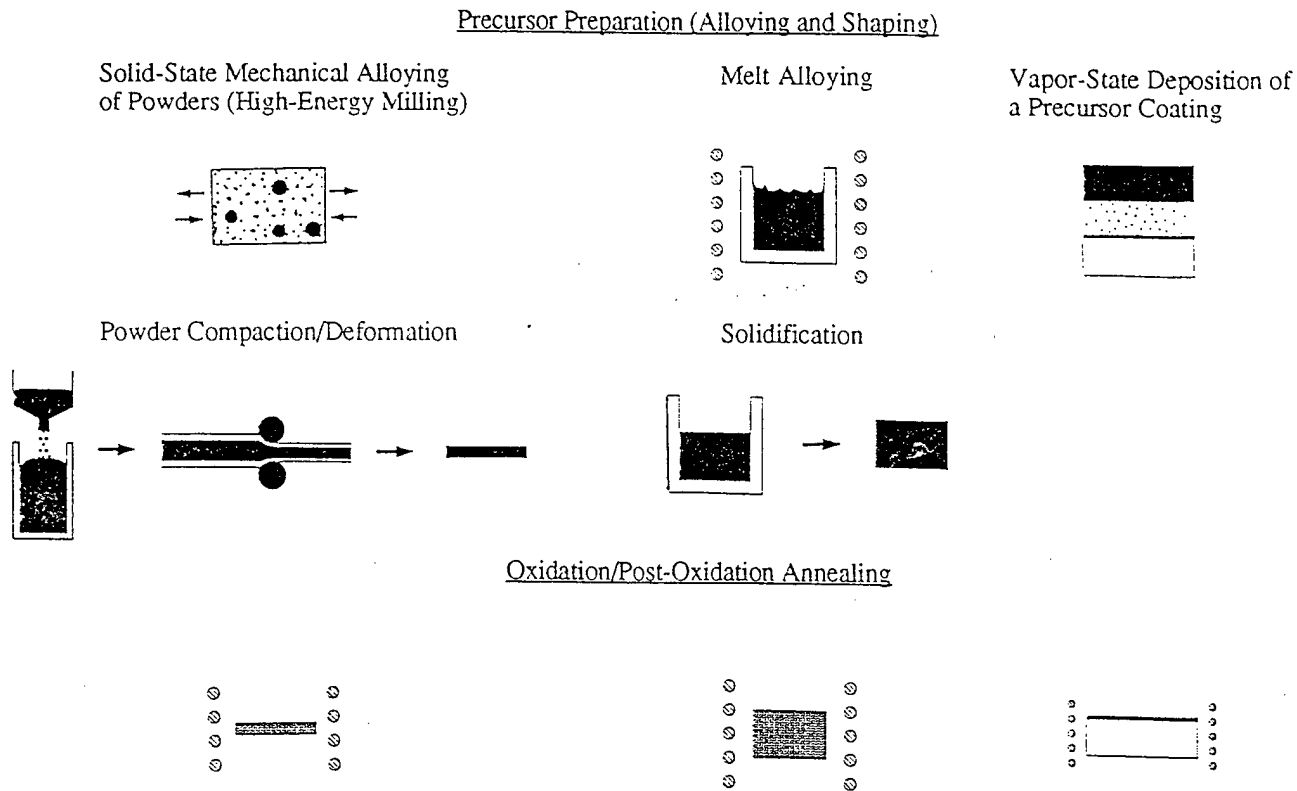 Precursor Preparation (Alloying and Shaping)
Solid-State Mechanical Alloying
of Powders (High-Energy Milling)
Melt Alloying
Vapor-State Deposition of
a Precursor Coating
Powder Compaction/Deformation
Solidification
Oxidation/Post-Oxidation Annealing